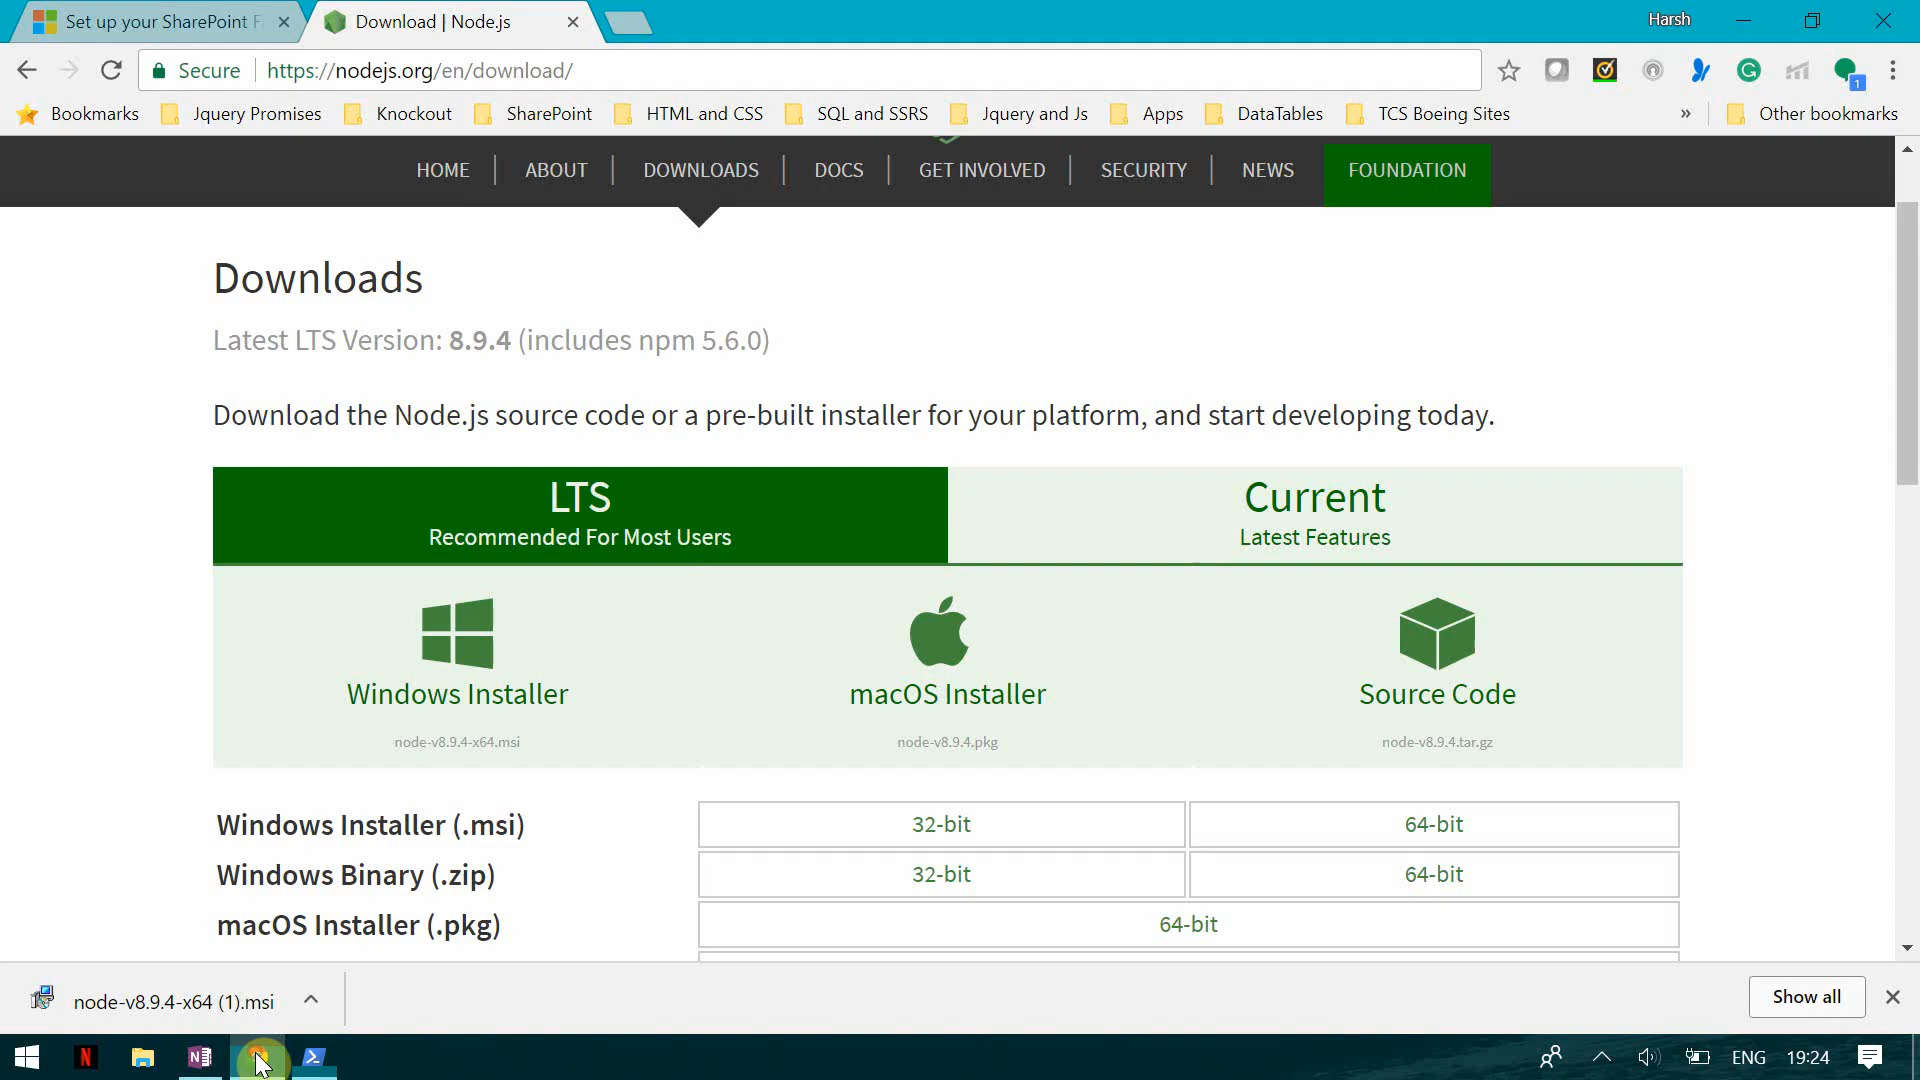 Set up your SharePoint F
Download | Node.js
Harsh
Secure
https://nodejs.org/en/download/
1
Bookmarks
Jquery Promises
Knockout
SharePoint
HTML and CSS
SQL and SSRS
Jquery and Js
Apps
DataTables
TCS Boeing Sites
»
Other bookmarks
HOME
ABOUT
DOWNLOADS
DOCS
GET INVOLVED
SECURITY
NEWS
FOUNDATION
Downloads
Latest LTS Version: 8.9.4 (includes npm 5.6.0)
Download the Node.js source code or a pre-built installer for your platform, and start developing today.
LTS
Recommended For Most Users
Current
Latest Features
Windows Installer
node-v8.9.4-x64.msi
macOS Installer
node-v8.9.4.pkg
Source Code
node-v8.9.4.tar.gz
Windows Installer (.msi)
32-bit
64-bit
Windows Binary (.zip)
32-bit
64-bit
macOS Installer (.pkg)
64-bit
node-v8.9.4-x64 (1).msi
Show all
N
N
ENG
19:24